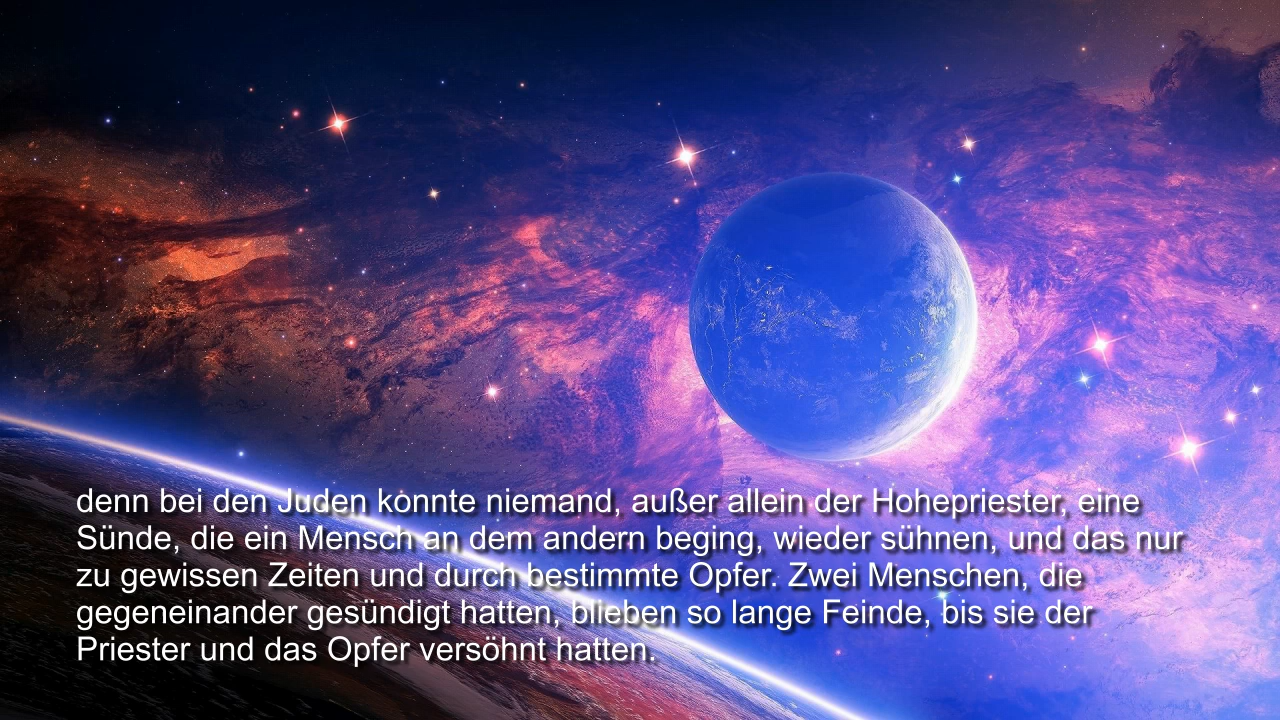 denn bei den Juden konnte niemand, außer allein der Hohepriester, eine
Sünde, die ein Mensch an dem andern beging, wieder sühnen, und das nur
zu gewissen Zeiten und durch bestimmte Opfer. Zwei Menschen, die
gegeneinander gesündigt hatten, blieben so lange Feinde, bis sie der
Priester und das Opfer versöhnt hatten.